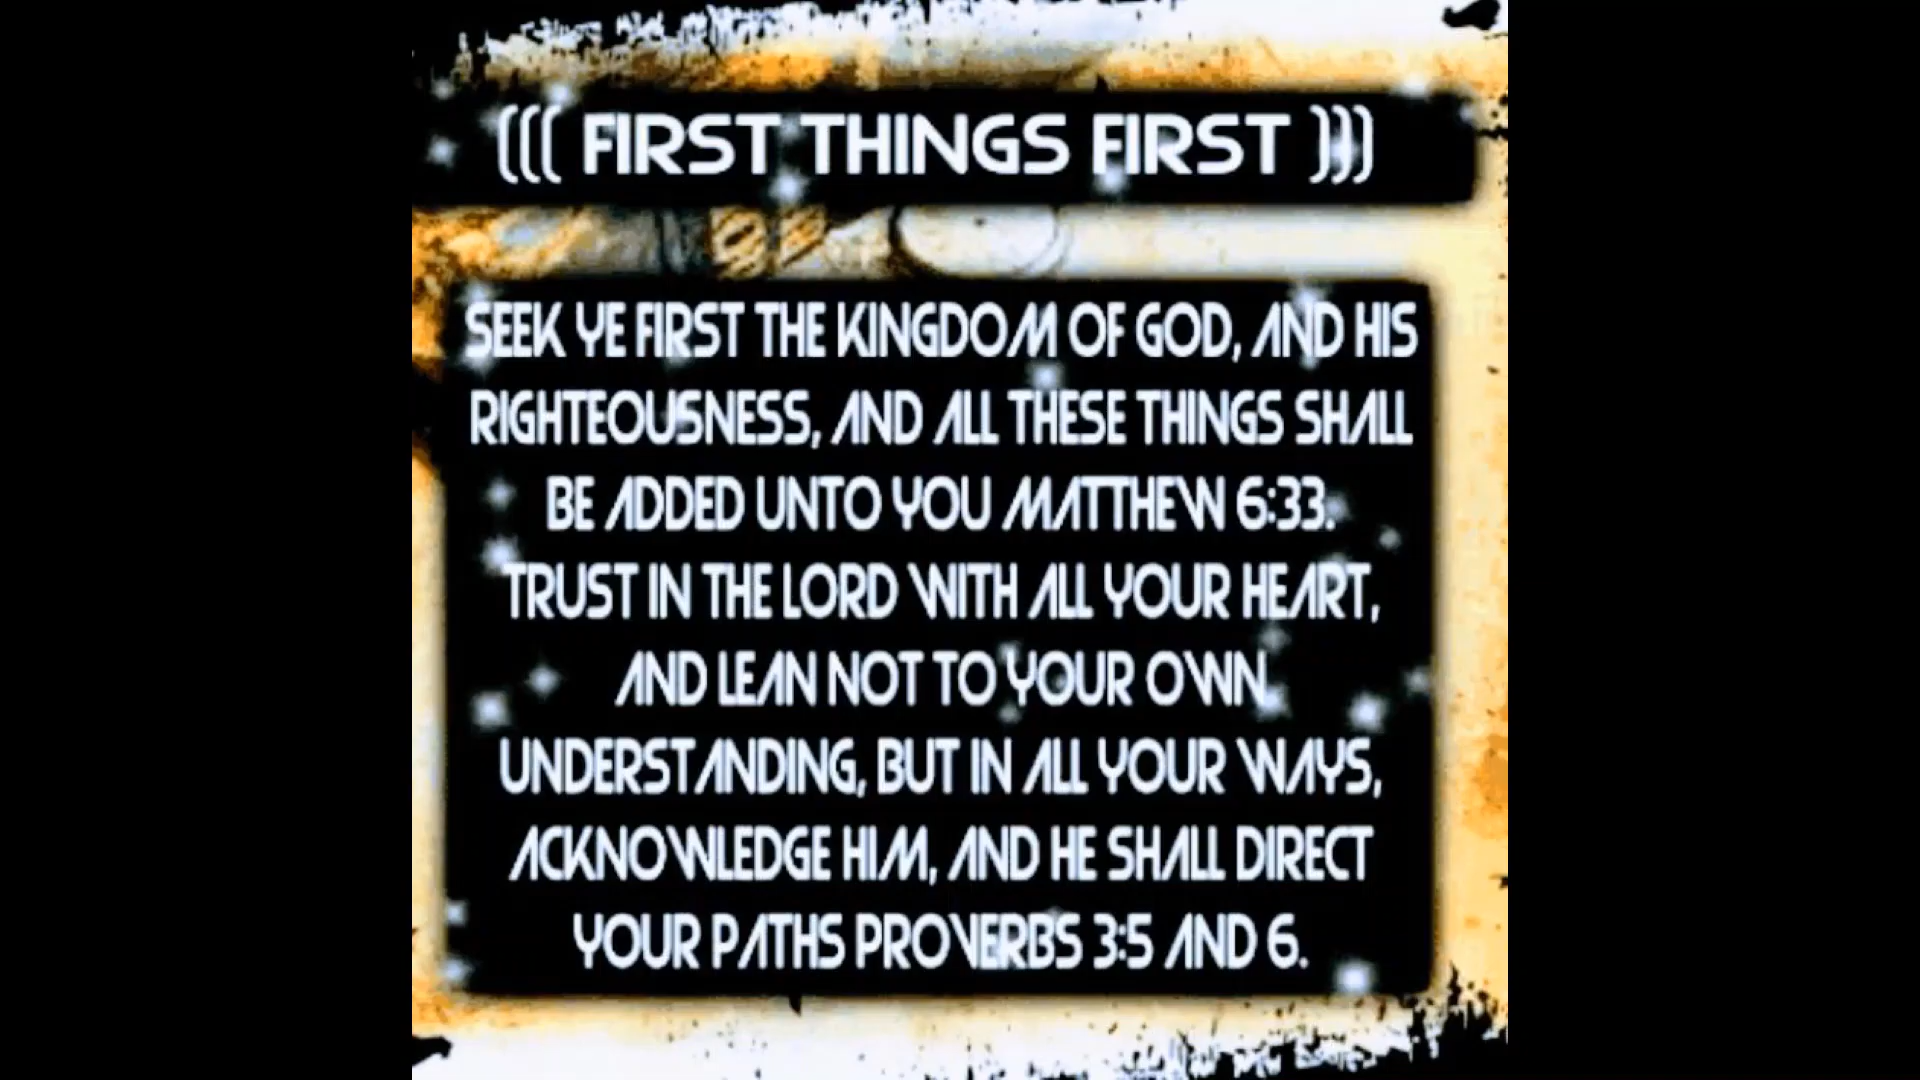 ((( FIRST THINGS FIRST )))
SEEK YE FIRST THE KINGDOM OF GOD, AND HIS
RIGHTEOUSNESS, AND ALL THESE THINGS SHALL
BE ADDED UNTO YOU MATTHEW 6:33.
TRUST IN THE LORD WITH ALL YOUR HEART,
AND LEAN NOT TO YOUR OWN
UNDERSTANDING, BUT IN ALL YOUR WAYS,
ACKNOWLEDGE HIM, AND HE SHALL DIRECT
YOUR PATHS PROVERBS 3:5 AND 6.